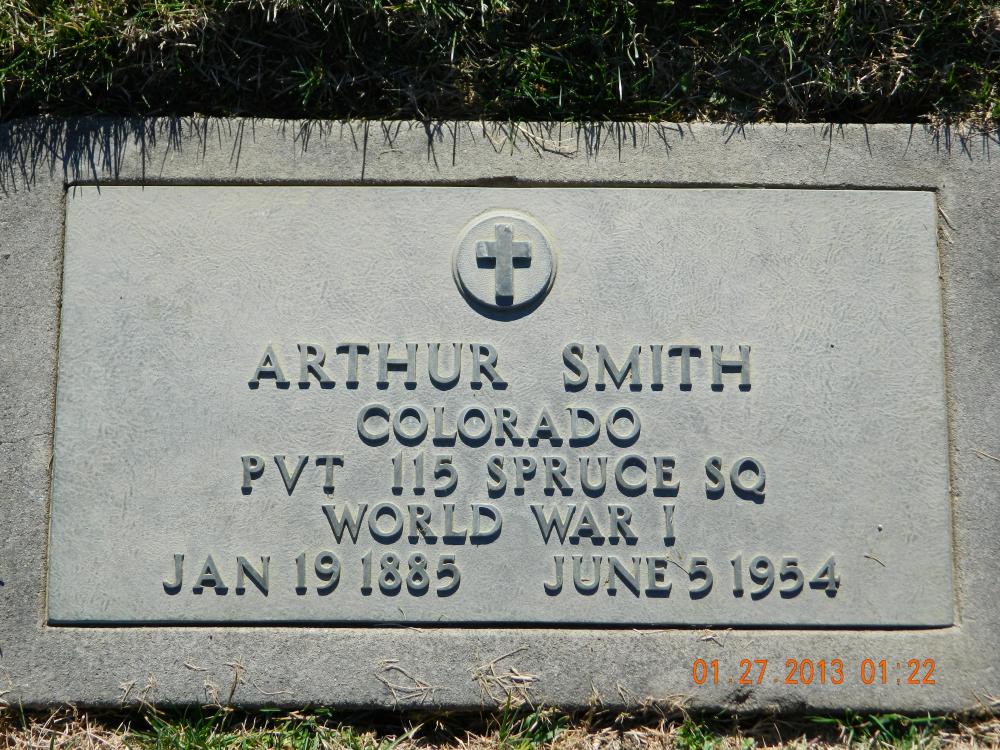 ARTHUR SMITH
COLORADO
PVT 115 SPRUCE SQ
WORLD WAR I
JAN 19 1885 JUNE 5 1954
01.27.2013 01:22